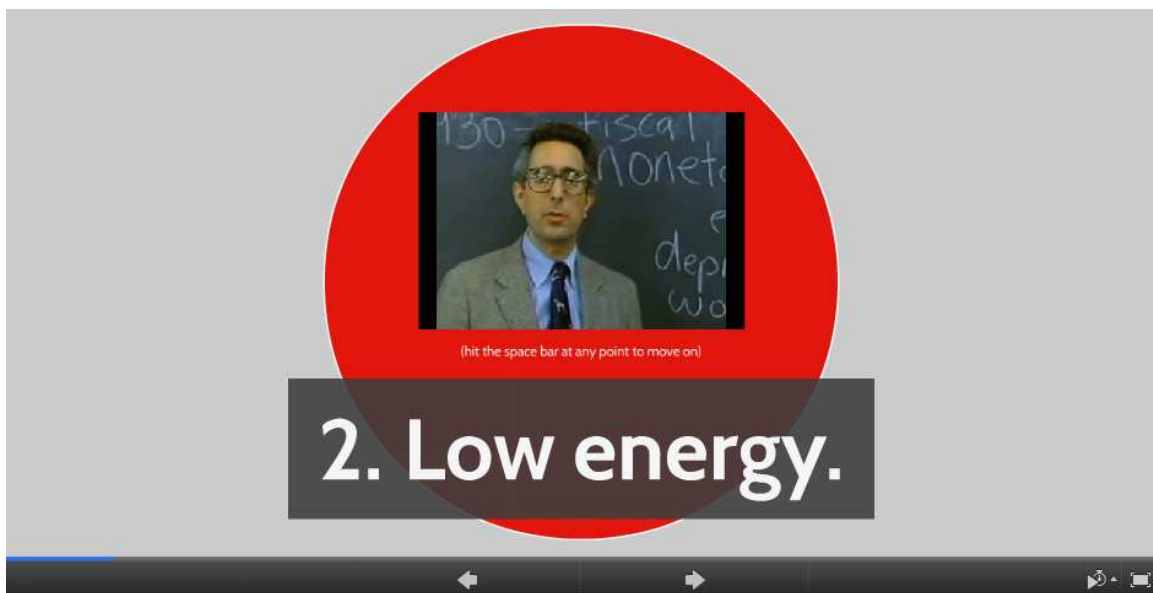 130 - fiscal
(hit the space bar at any point to move on)
2. Low energy.